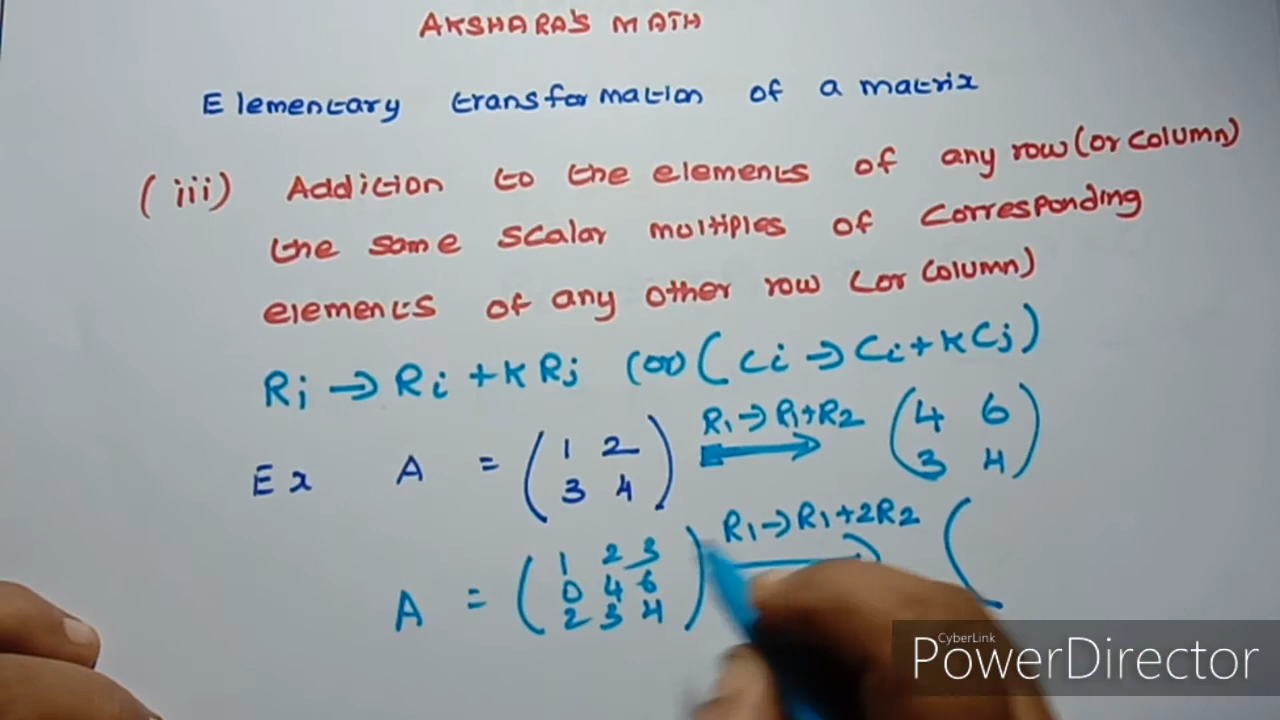 AKSHARA'S MATH
Elementary transformation of a matrix
(iii) Addition to the elements of any row (or column)
the same scalar multiples of corresponding
elements of any other row (or column)
Ri → Ri + K Rj (or) (Ci → Ci + K Cj)
R1 → R1 + R2
Ex A = ( 1 2 ) ( 4 6 )
3 4 3 4
R1 → R1 + 2R2
A = ( 1 2 3 ) (
0 4 6
2 3 4
CyberLink
PowerDirector